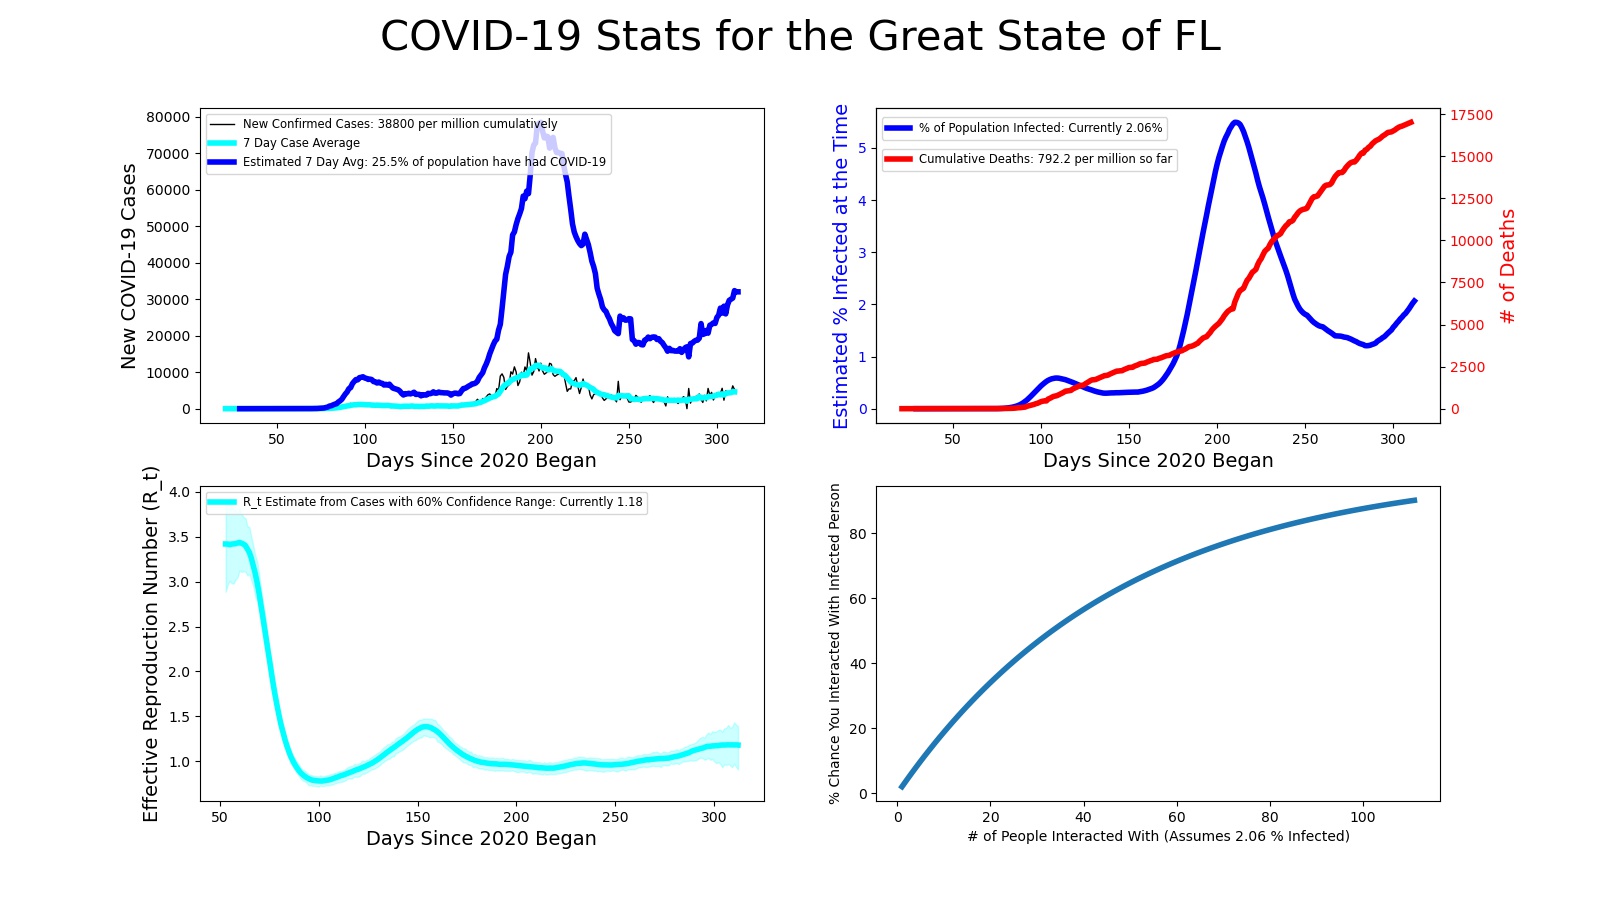 COVID-19 Stats for the Great State of FL
New COVID-19 Cases
80000
70000
60000
50000
40000
30000
20000
10000
0
New Confirmed Cases: 38800 per million cumulatively
7 Day Case Average
Estimated 7 Day Avg: 25.5% of population have had COVID-19
50 100 150 200 250 300
Days Since 2020 Began
Estimated % Infected at the Time
5
4
3
2
1
0
% of Population Infected: Currently 2.06%
Cumulative Deaths: 792.2 per million so far
17500
15000
12500
10000
7500
5000
2500
0
# of Deaths
50 100 150 200 250 300
Days Since 2020 Began
Effective Reproduction Number (R_t)
4.0
3.5
3.0
2.5
2.0
1.5
1.0
R_t Estimate from Cases with 60% Confidence Range: Currently 1.18
50 100 150 200 250 300
Days Since 2020 Began
% Chance You Interacted With Infected Person
80
60
40
20
0
0 20 40 60 80 100
# of People Interacted With (Assumes 2.06 % Infected)